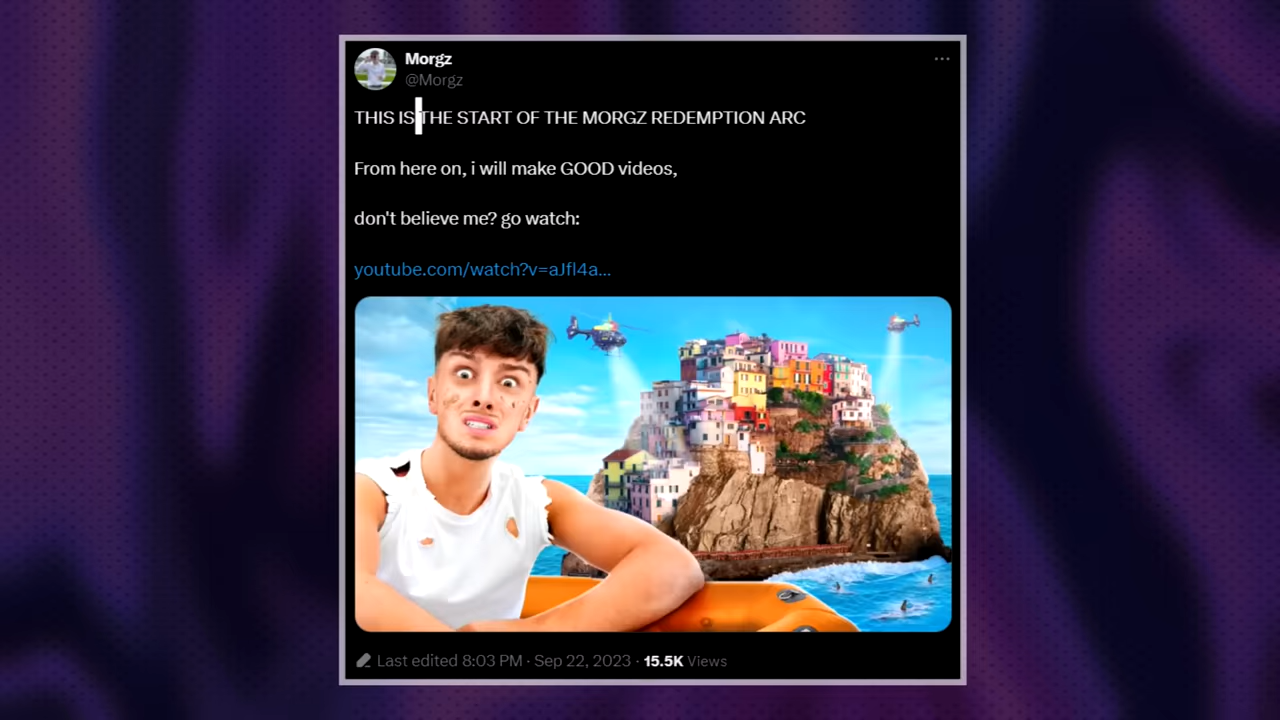 Morgz
@Morgz
THIS IS THE START OF THE MORGZ REDEMPTION ARC
From here on, i will make GOOD videos,
don't believe me? go watch:
youtube.com/watch?v=aJfl4a...
Last edited 8:03 PM · Sep 22, 2023 · 15.5K Views